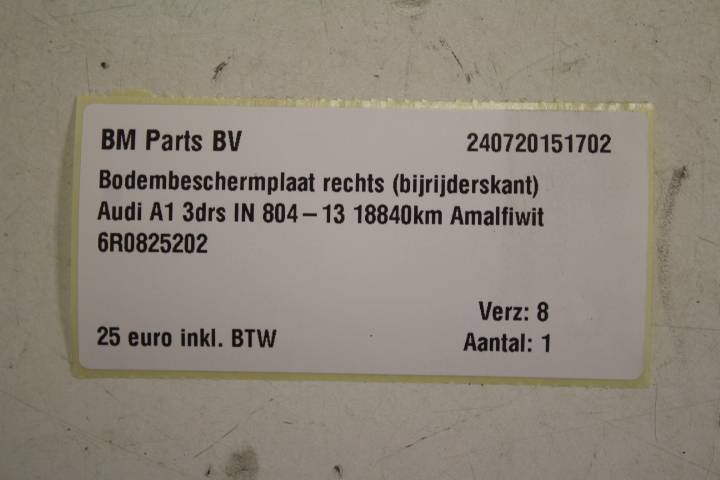 BM Parts BV 240720151702
Bodembeschermplaat rechts (bijrijderskant)
Audi A1 3drs IN 804-13 18840km Amalfiwit
6R0825202
Verz: 8
25 euro inkl. BTW Aantal: 1